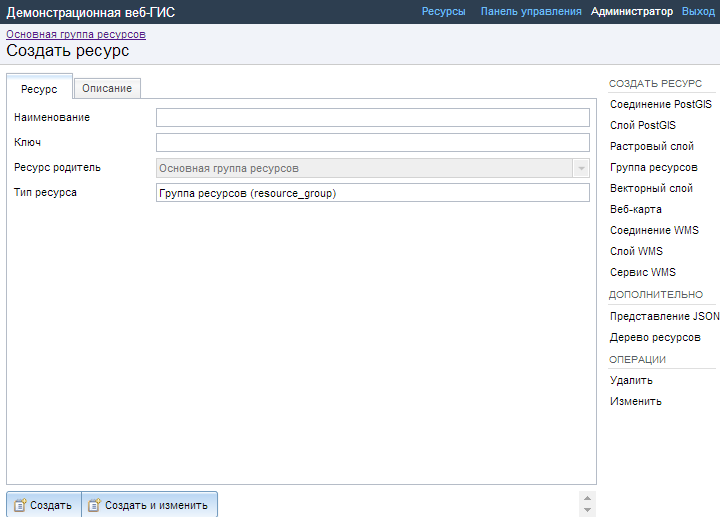 Демонстрационная веб-ГИС
Ресурсы Панель управления Администратор Выход
Основная группа ресурсов
Создать ресурс
Ресурс Описание
Наименование
Ключ
Ресурс родитель Основная группа ресурсов
Тип ресурса Группа ресурсов (resource_group)
СОЗДАТЬ РЕСУРС
Соединение PostGIS
Слой PostGIS
Растровый слой
Группа ресурсов
Векторный слой
Веб-карта
Соединение WMS
Слой WMS
Сервис WMS
ДОПОЛНИТЕЛЬНО
Представление JSON
Дерево ресурсов
ОПЕРАЦИИ
Удалить
Изменить
Создать Создать и изменить